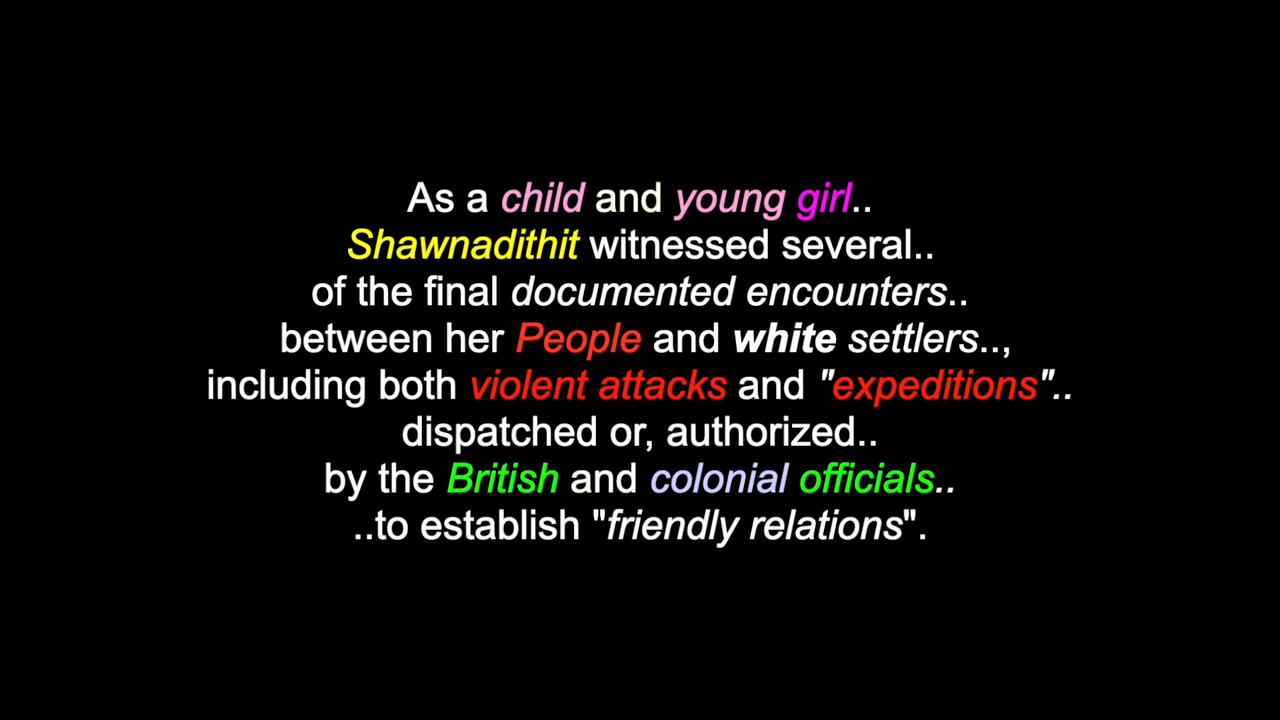 As a child and young girl..
Shawnadithit witnessed several..
of the final documented encounters..
between her People and white settlers..,
including both violent attacks and "expeditions"..
dispatched or, authorized..
by the British and colonial officials..
..to establish "friendly relations".